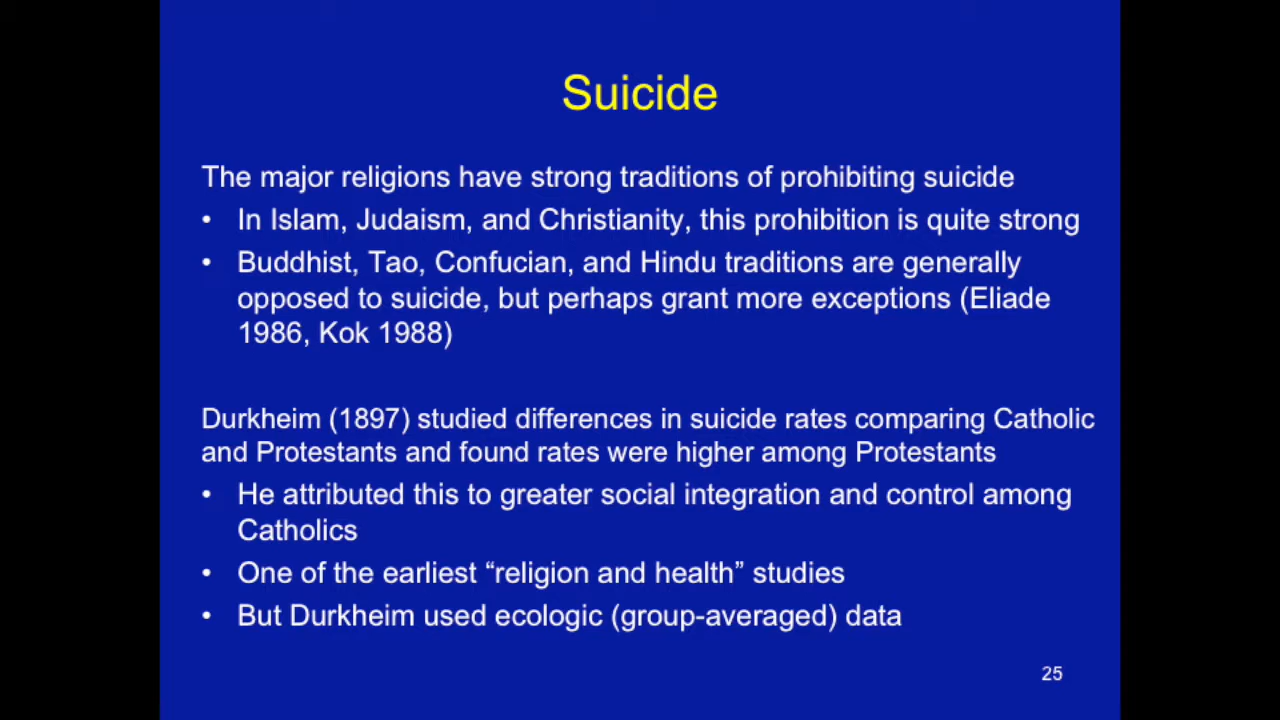 Suicide
The major religions have strong traditions of prohibiting suicide
• In Islam, Judaism, and Christianity, this prohibition is quite strong
• Buddhist, Tao, Confucian, and Hindu traditions are generally
opposed to suicide, but perhaps grant more exceptions (Eliade
1986, Kok 1988)
Durkheim (1897) studied differences in suicide rates comparing Catholic
and Protestants and found rates were higher among Protestants
• He attributed this to greater social integration and control among
Catholics
• One of the earliest “religion and health” studies
• But Durkheim used ecologic (group-averaged) data
25